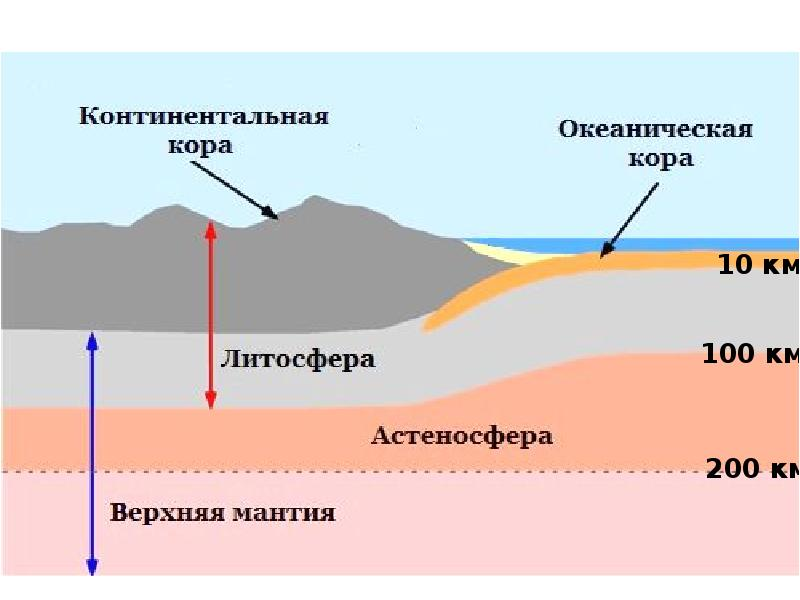 Континентальная
кора
Океаническая
кора
10 км
100 км
Литосфера
Астеносфера
200 км
Верхняя мантия